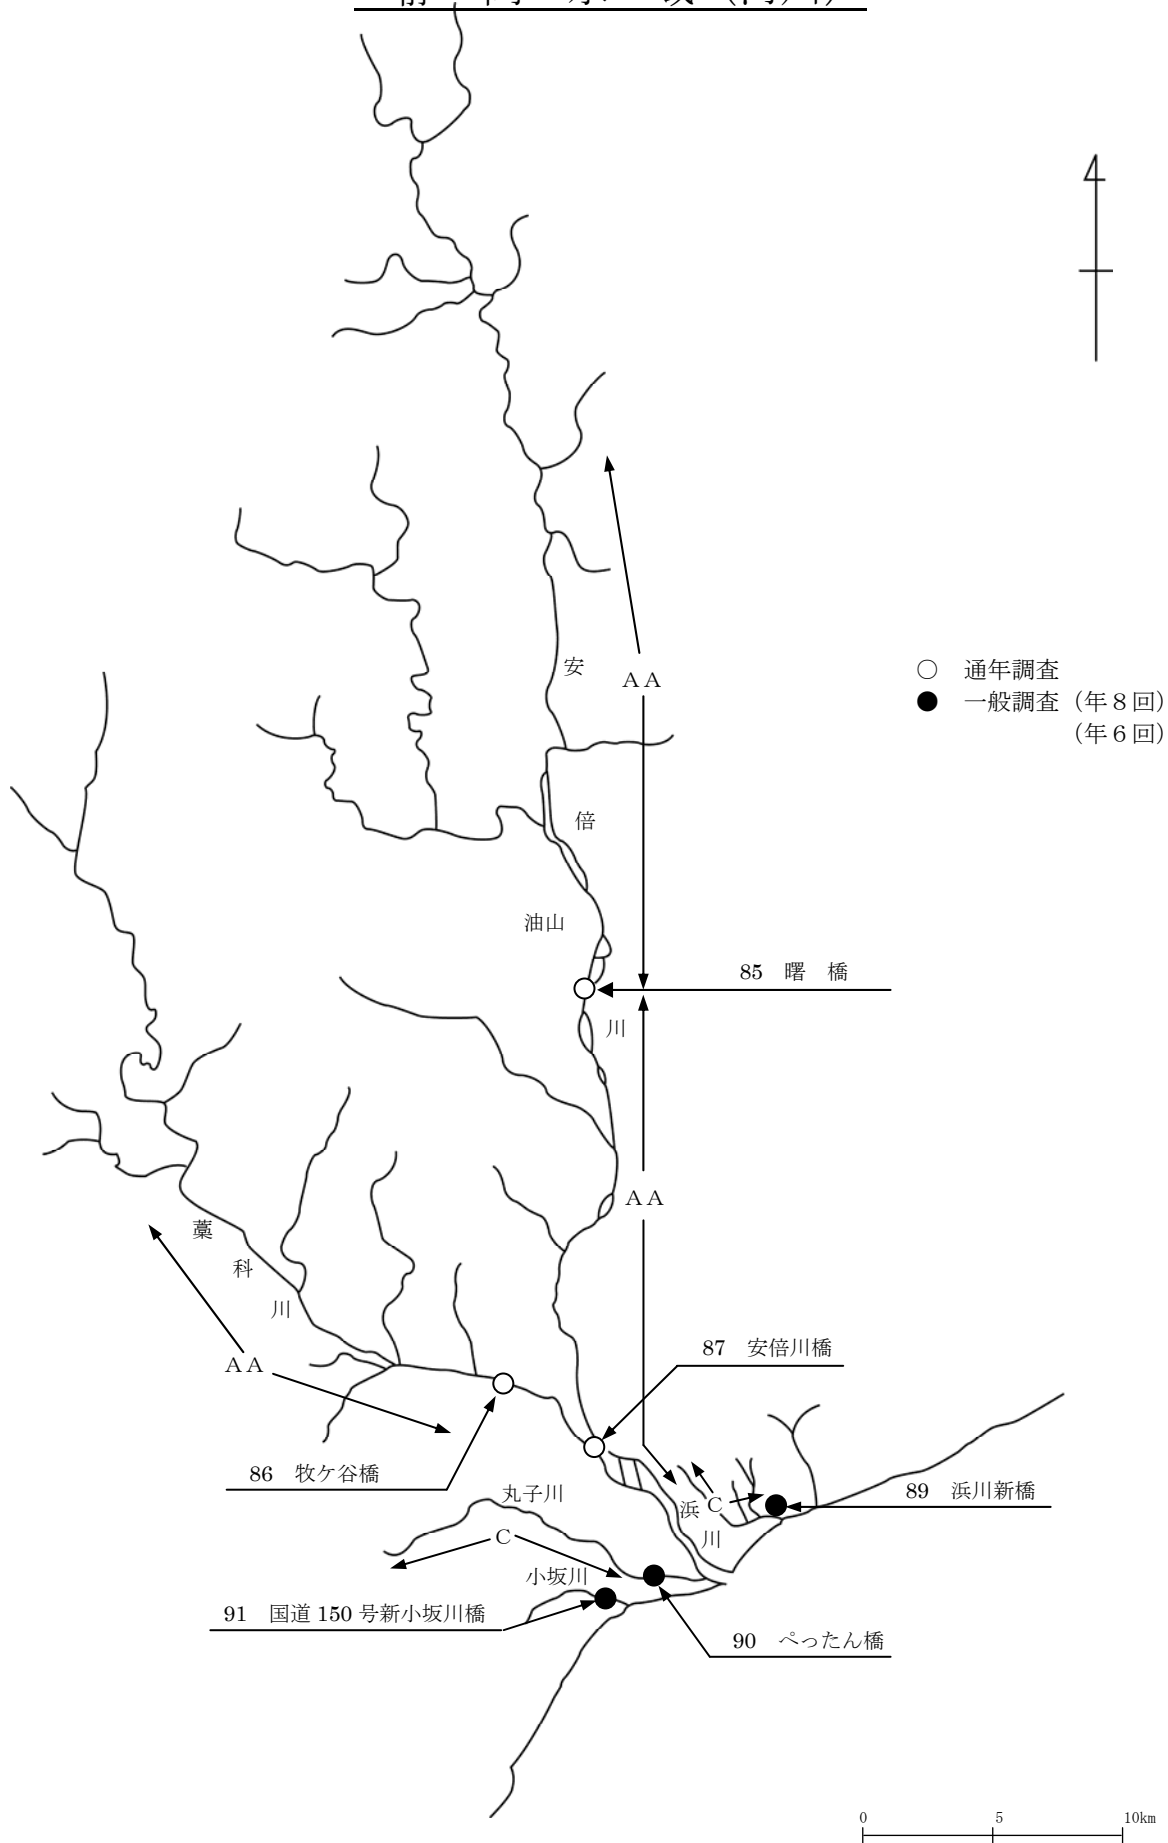 安
ＡＡ
○ 通年調査
● 一般調査（年８回）
（年６回）
倍
油山
85 曙 橋
川
ＡＡ
藁
科
川
87 安倍川橋
ＡＡ
86 牧ケ谷橋
丸子川
浜
川
Ｃ
89 浜川新橋
Ｃ
小坂川
91 国道 150 号新小坂川橋
90 ぺったん橋
0 5 10km